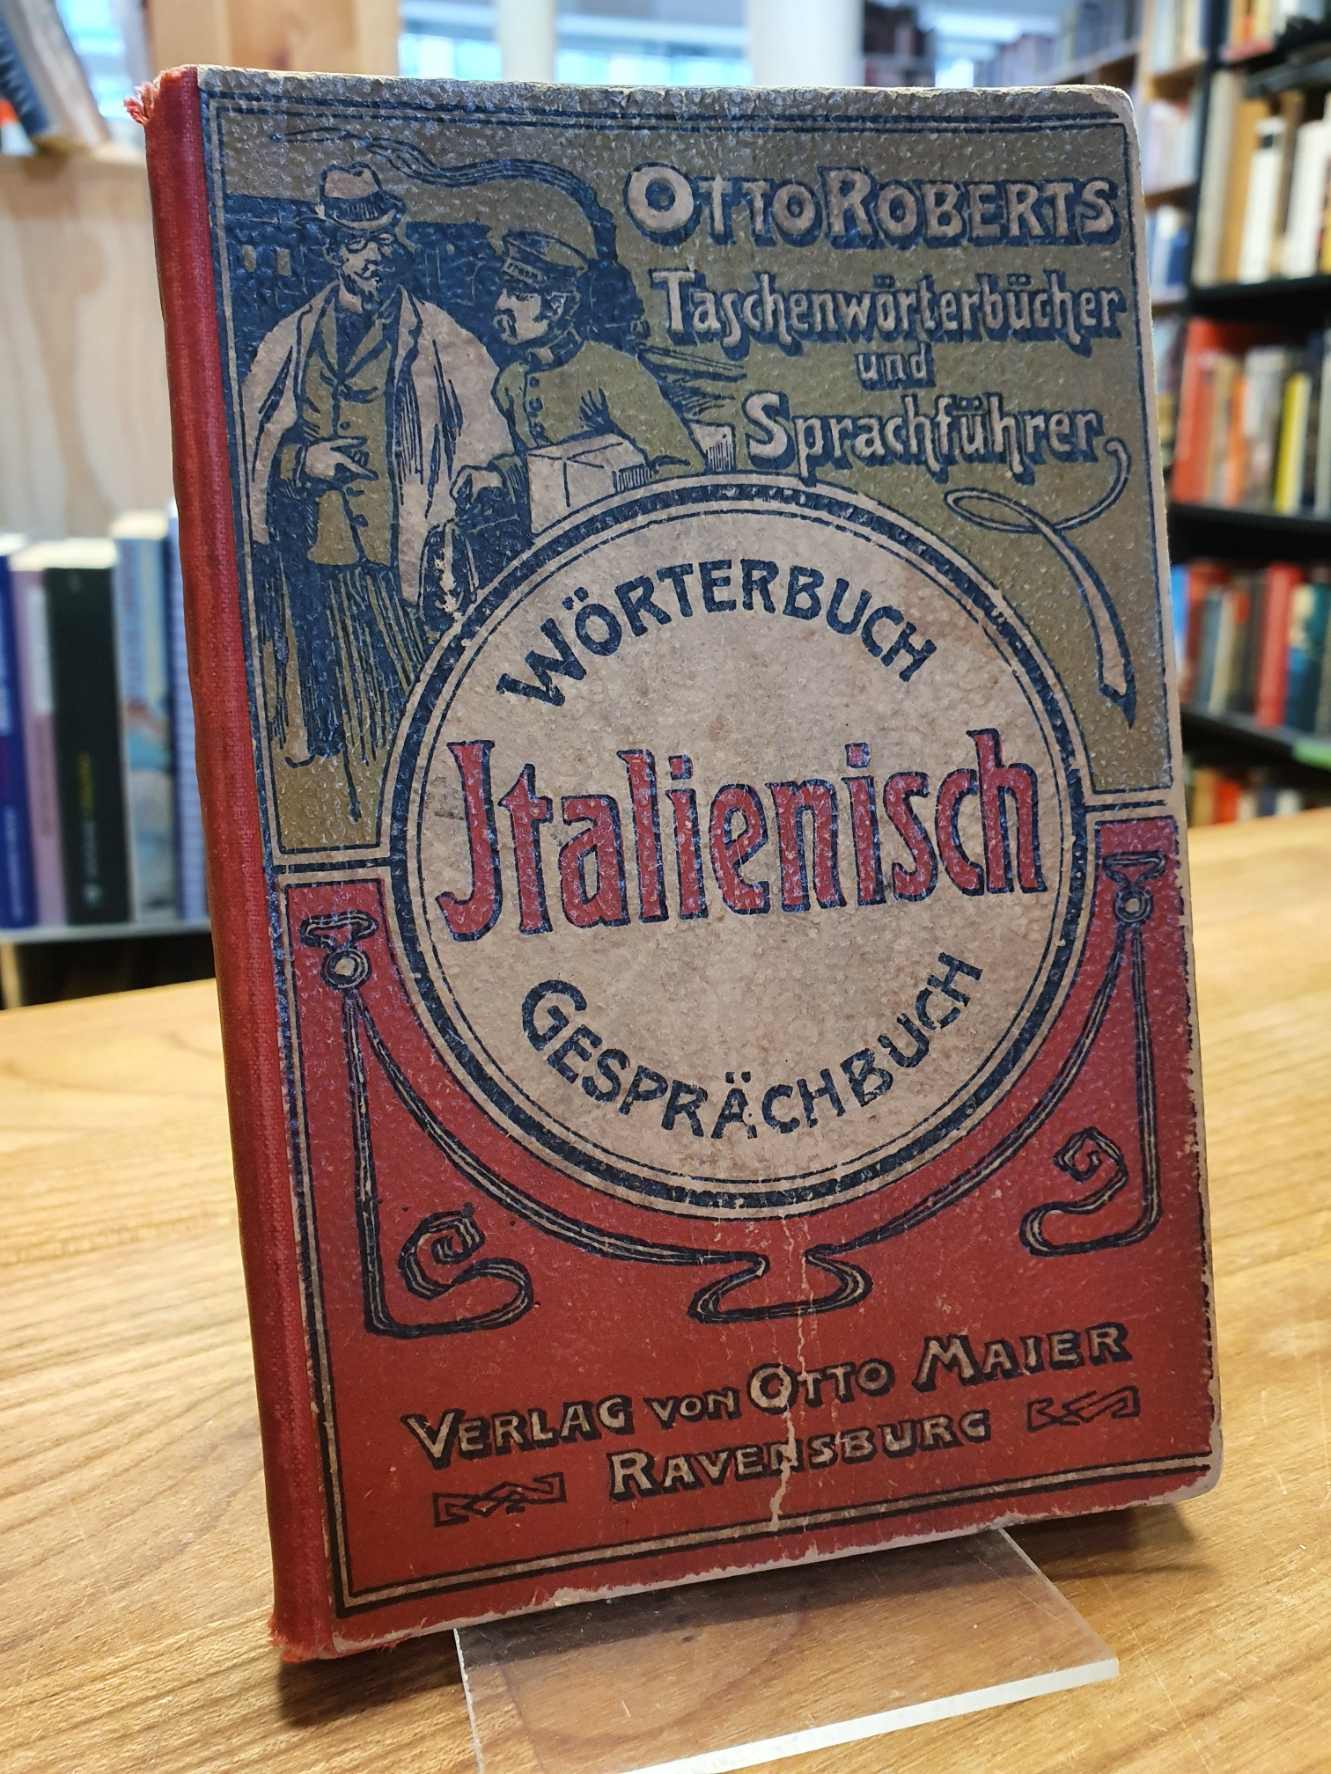 OTTO ROBERTS
Taschenwörterbücher
und
Sprachführer
WÖRTERBUCH
Jtalienisch
GESPRÄCHBUCH
VERLAG VON OTTO MAIER
RAVENSBURG